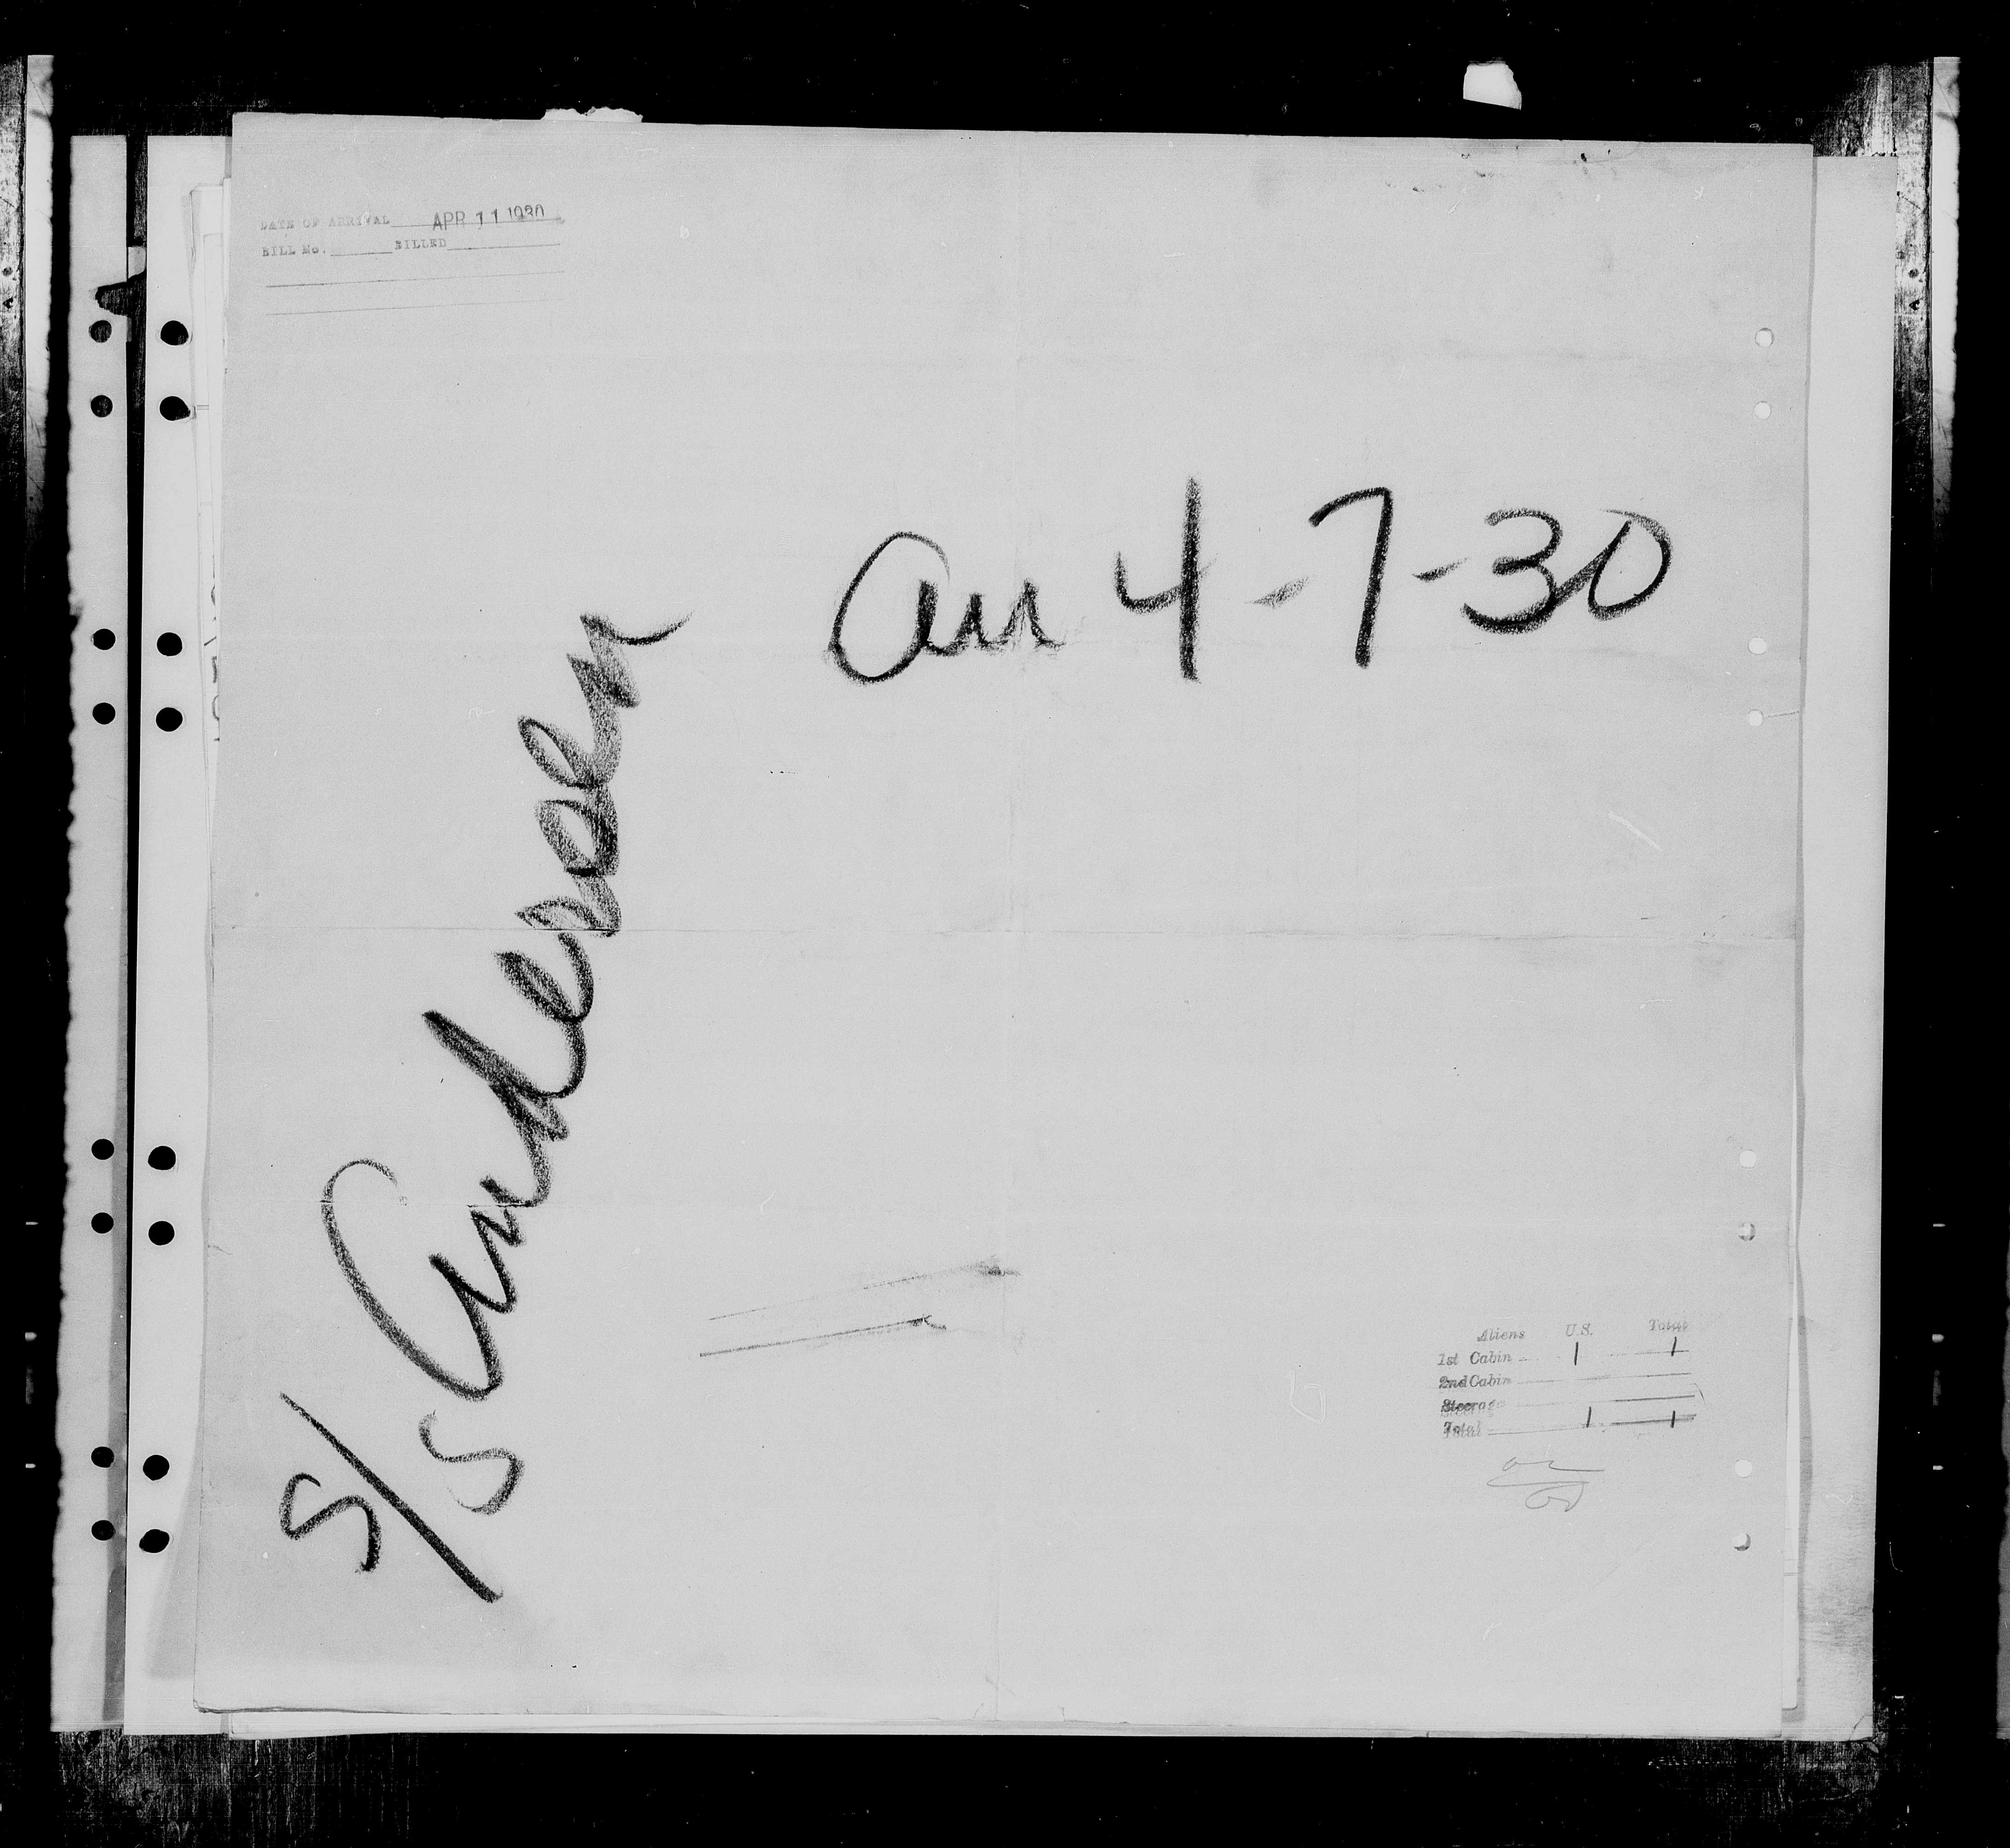 DATE OF ARRIVAL APR 11 1930
BILL No. BILLED
Arr 4-7-30
S/S Anderson
Aliens U.S. Total
1st Cabin 1 1
2nd Cabin
Steerage
Total 1 1